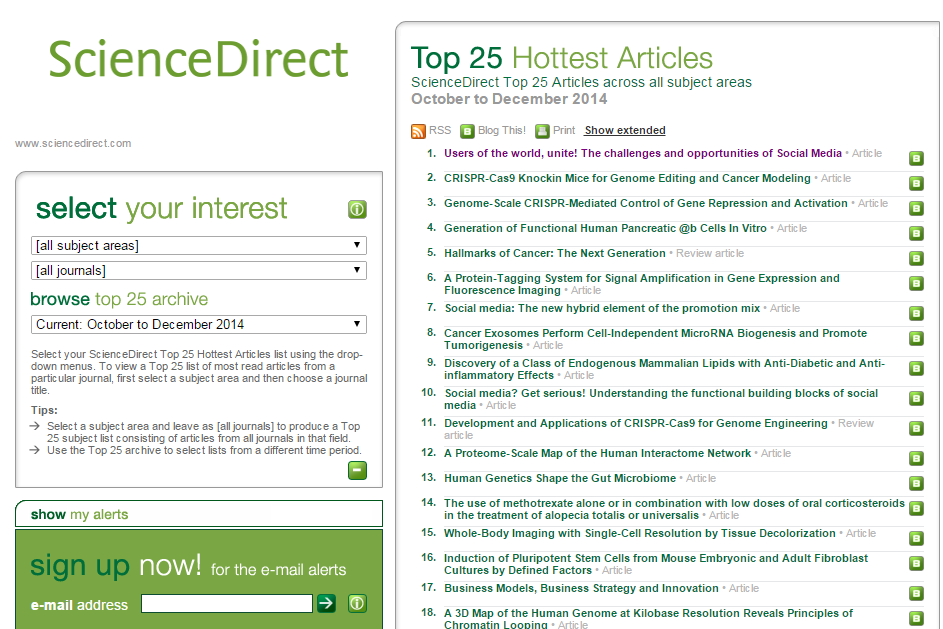 ScienceDirect
www.sciencedirect.com
select your interest
[all subject areas]
[all journals]
browse top 25 archive
Current: October to December 2014
Select your ScienceDirect Top 25 Hottest Articles list using the drop-
down menus. To view a Top 25 list of most read articles from a
particular journal, first select a subject area and then choose a journal
title.
Tips:
Select a subject area and leave as [all journals] to produce a Top
25 subject list consisting of articles from all journals in that field.
Use the Top 25 archive to select lists from a different time period.
show my alerts
sign up now! for the e-mail alerts
e-mail address
Top 25 Hottest Articles
ScienceDirect Top 25 Articles across all subject areas
October to December 2014
RSS Blog This! Print Show extended
1. Users of the world, unite! The challenges and opportunities of Social Media • Article
2. CRISPR-Cas9 Knockin Mice for Genome Editing and Cancer Modeling • Article
3. Genome-Scale CRISPR-Mediated Control of Gene Repression and Activation • Article
4. Generation of Functional Human Pancreatic @b Cells In Vitro • Article
5. Hallmarks of Cancer: The Next Generation • Review article
6. A Protein-Tagging System for Signal Amplification in Gene Expression and
Fluorescence Imaging • Article
7. Social media: The new hybrid element of the promotion mix • Article
8. Cancer Exosomes Perform Cell-Independent MicroRNA Biogenesis and Promote
Tumorigenesis • Article
9. Discovery of a Class of Endogenous Mammalian Lipids with Anti-Diabetic and Anti-
inflammatory Effects • Article
10. Social media? Get serious! Understanding the functional building blocks of social
media • Article
11. Development and Applications of CRISPR-Cas9 for Genome Engineering • Review
article
12. A Proteome-Scale Map of the Human Interactome Network • Article
13. Human Genetics Shape the Gut Microbiome • Article
14. The use of methotrexate alone or in combination with low doses of oral corticosteroids
in the treatment of alopecia totalis or universalis • Article
15. Whole-Body Imaging with Single-Cell Resolution by Tissue Decolorization • Article
16. Induction of Pluripotent Stem Cells from Mouse Embryonic and Adult Fibroblast
Cultures by Defined Factors • Article
17. Business Models, Business Strategy and Innovation • Article
18. A 3D Map of the Human Genome at Kilobase Resolution Reveals Principles of
Chromatin Looping • Article